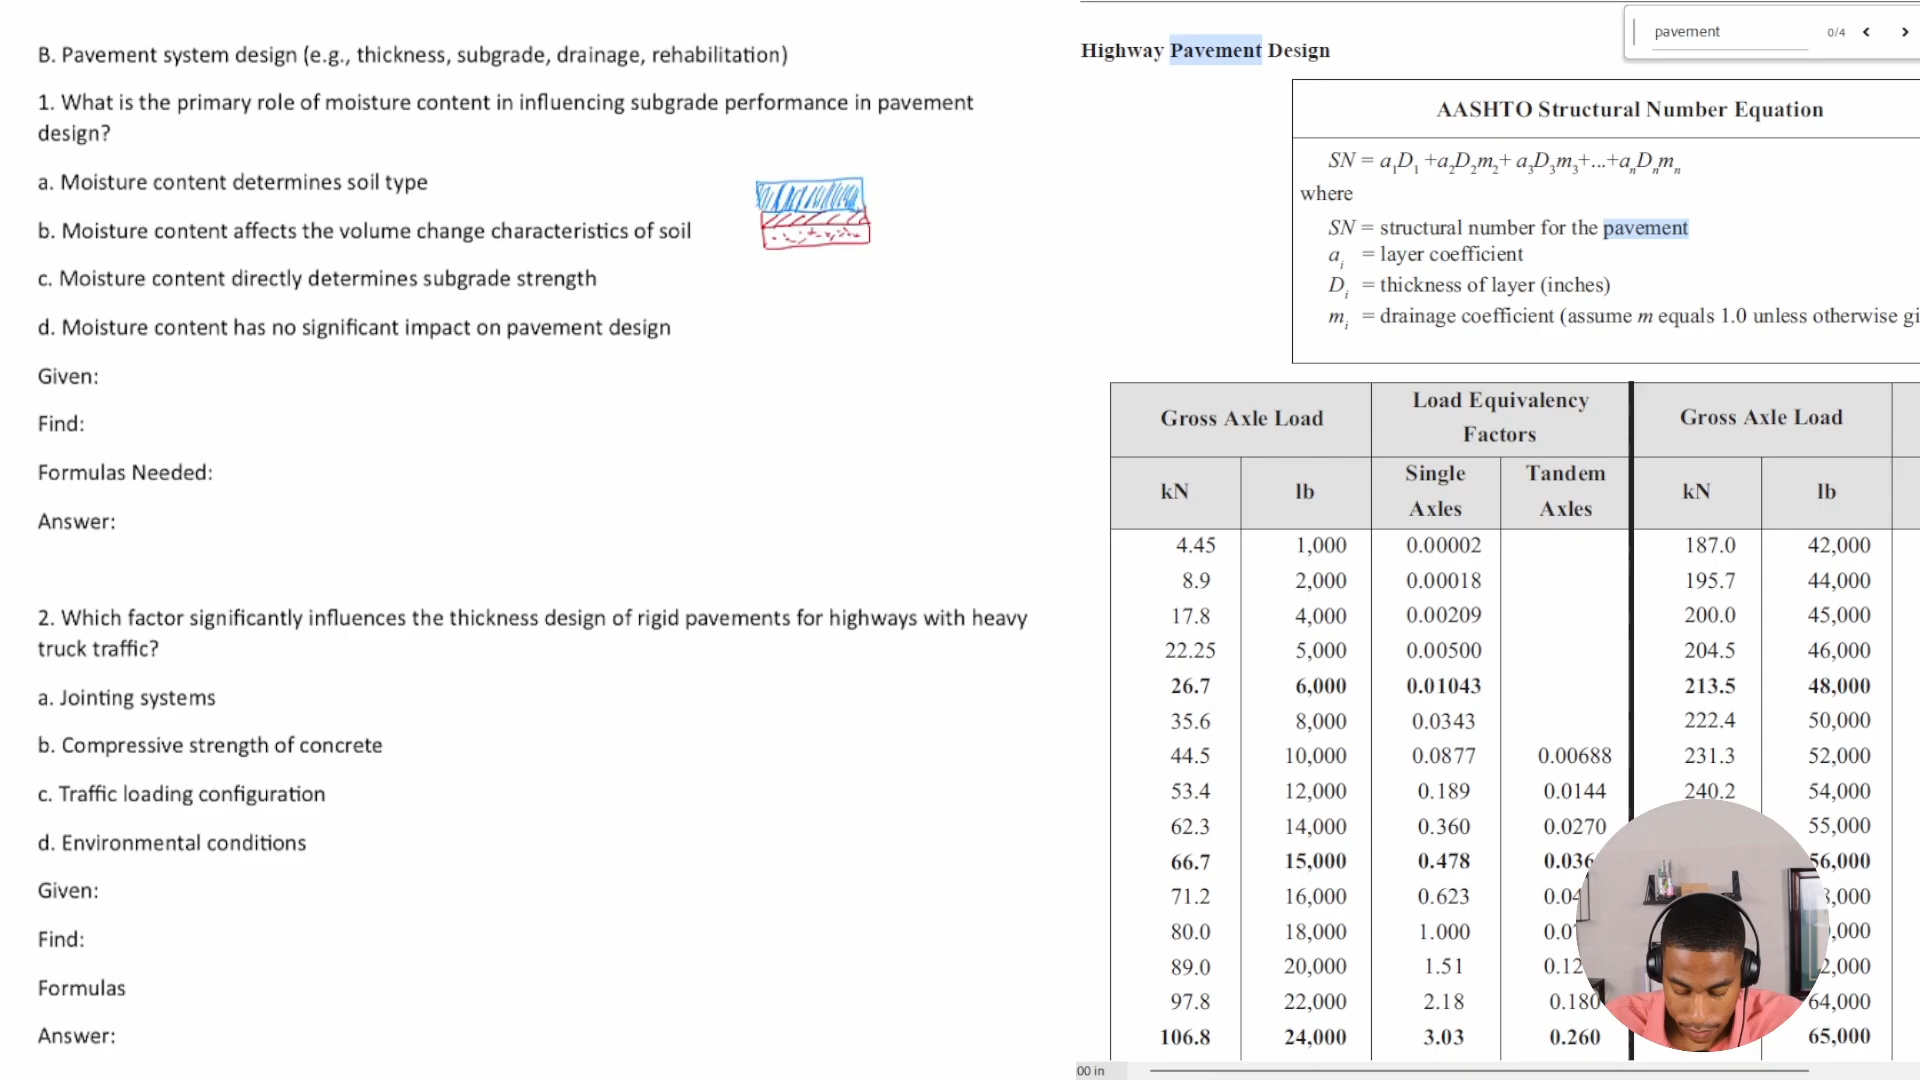 B. Pavement system design (e.g., thickness, subgrade, drainage, rehabilitation)
1. What is the primary role of moisture content in influencing subgrade performance in pavement
design?
a. Moisture content determines soil type
b. Moisture content affects the volume change characteristics of soil
c. Moisture content directly determines subgrade strength
d. Moisture content has no significant impact on pavement design
Given:
Find:
Formulas Needed:
Answer:
2. Which factor significantly influences the thickness design of rigid pavements for highways with heavy
truck traffic?
a. Jointing systems
b. Compressive strength of concrete
c. Traffic loading configuration
d. Environmental conditions
Given:
Find:
Formulas
Answer:
pavement 0/4
Highway Pavement Design
AASHTO Structural Number Equation
SN = a₁D₁ +a₂D₂m₂+ a₃D₃m₃+...+aₙDₙmₙ
where
SN = structural number for the pavement
aᵢ = layer coefficient
Dᵢ = thickness of layer (inches)
mᵢ = drainage coefficient (assume m equals 1.0 unless otherwise
Gross Axle Load Load Equivalency Factors Gross Axle Load
kN lb Single Axles Tandem Axles kN lb
4.45 1,000 0.00002 187.0 42,000
8.9 2,000 0.00018 195.7 44,000
17.8 4,000 0.00209 200.0 45,000
22.25 5,000 0.00500 204.5 46,000
26.7 6,000 0.01043 213.5 48,000
35.6 8,000 0.0343 222.4 50,000
44.5 10,000 0.0877 0.00688 231.3 52,000
53.4 12,000 0.189 0.0144 240.2 54,000
62.3 14,000 0.360 0.0270 55,000
66.7 15,000 0.478 56,000
71.2 16,000 0.623
80.0 18,000 1.000
89.0 20,000 1.51
97.8 22,000 2.18 0.180 64,000
106.8 24,000 3.03 0.260 65,000
00 in